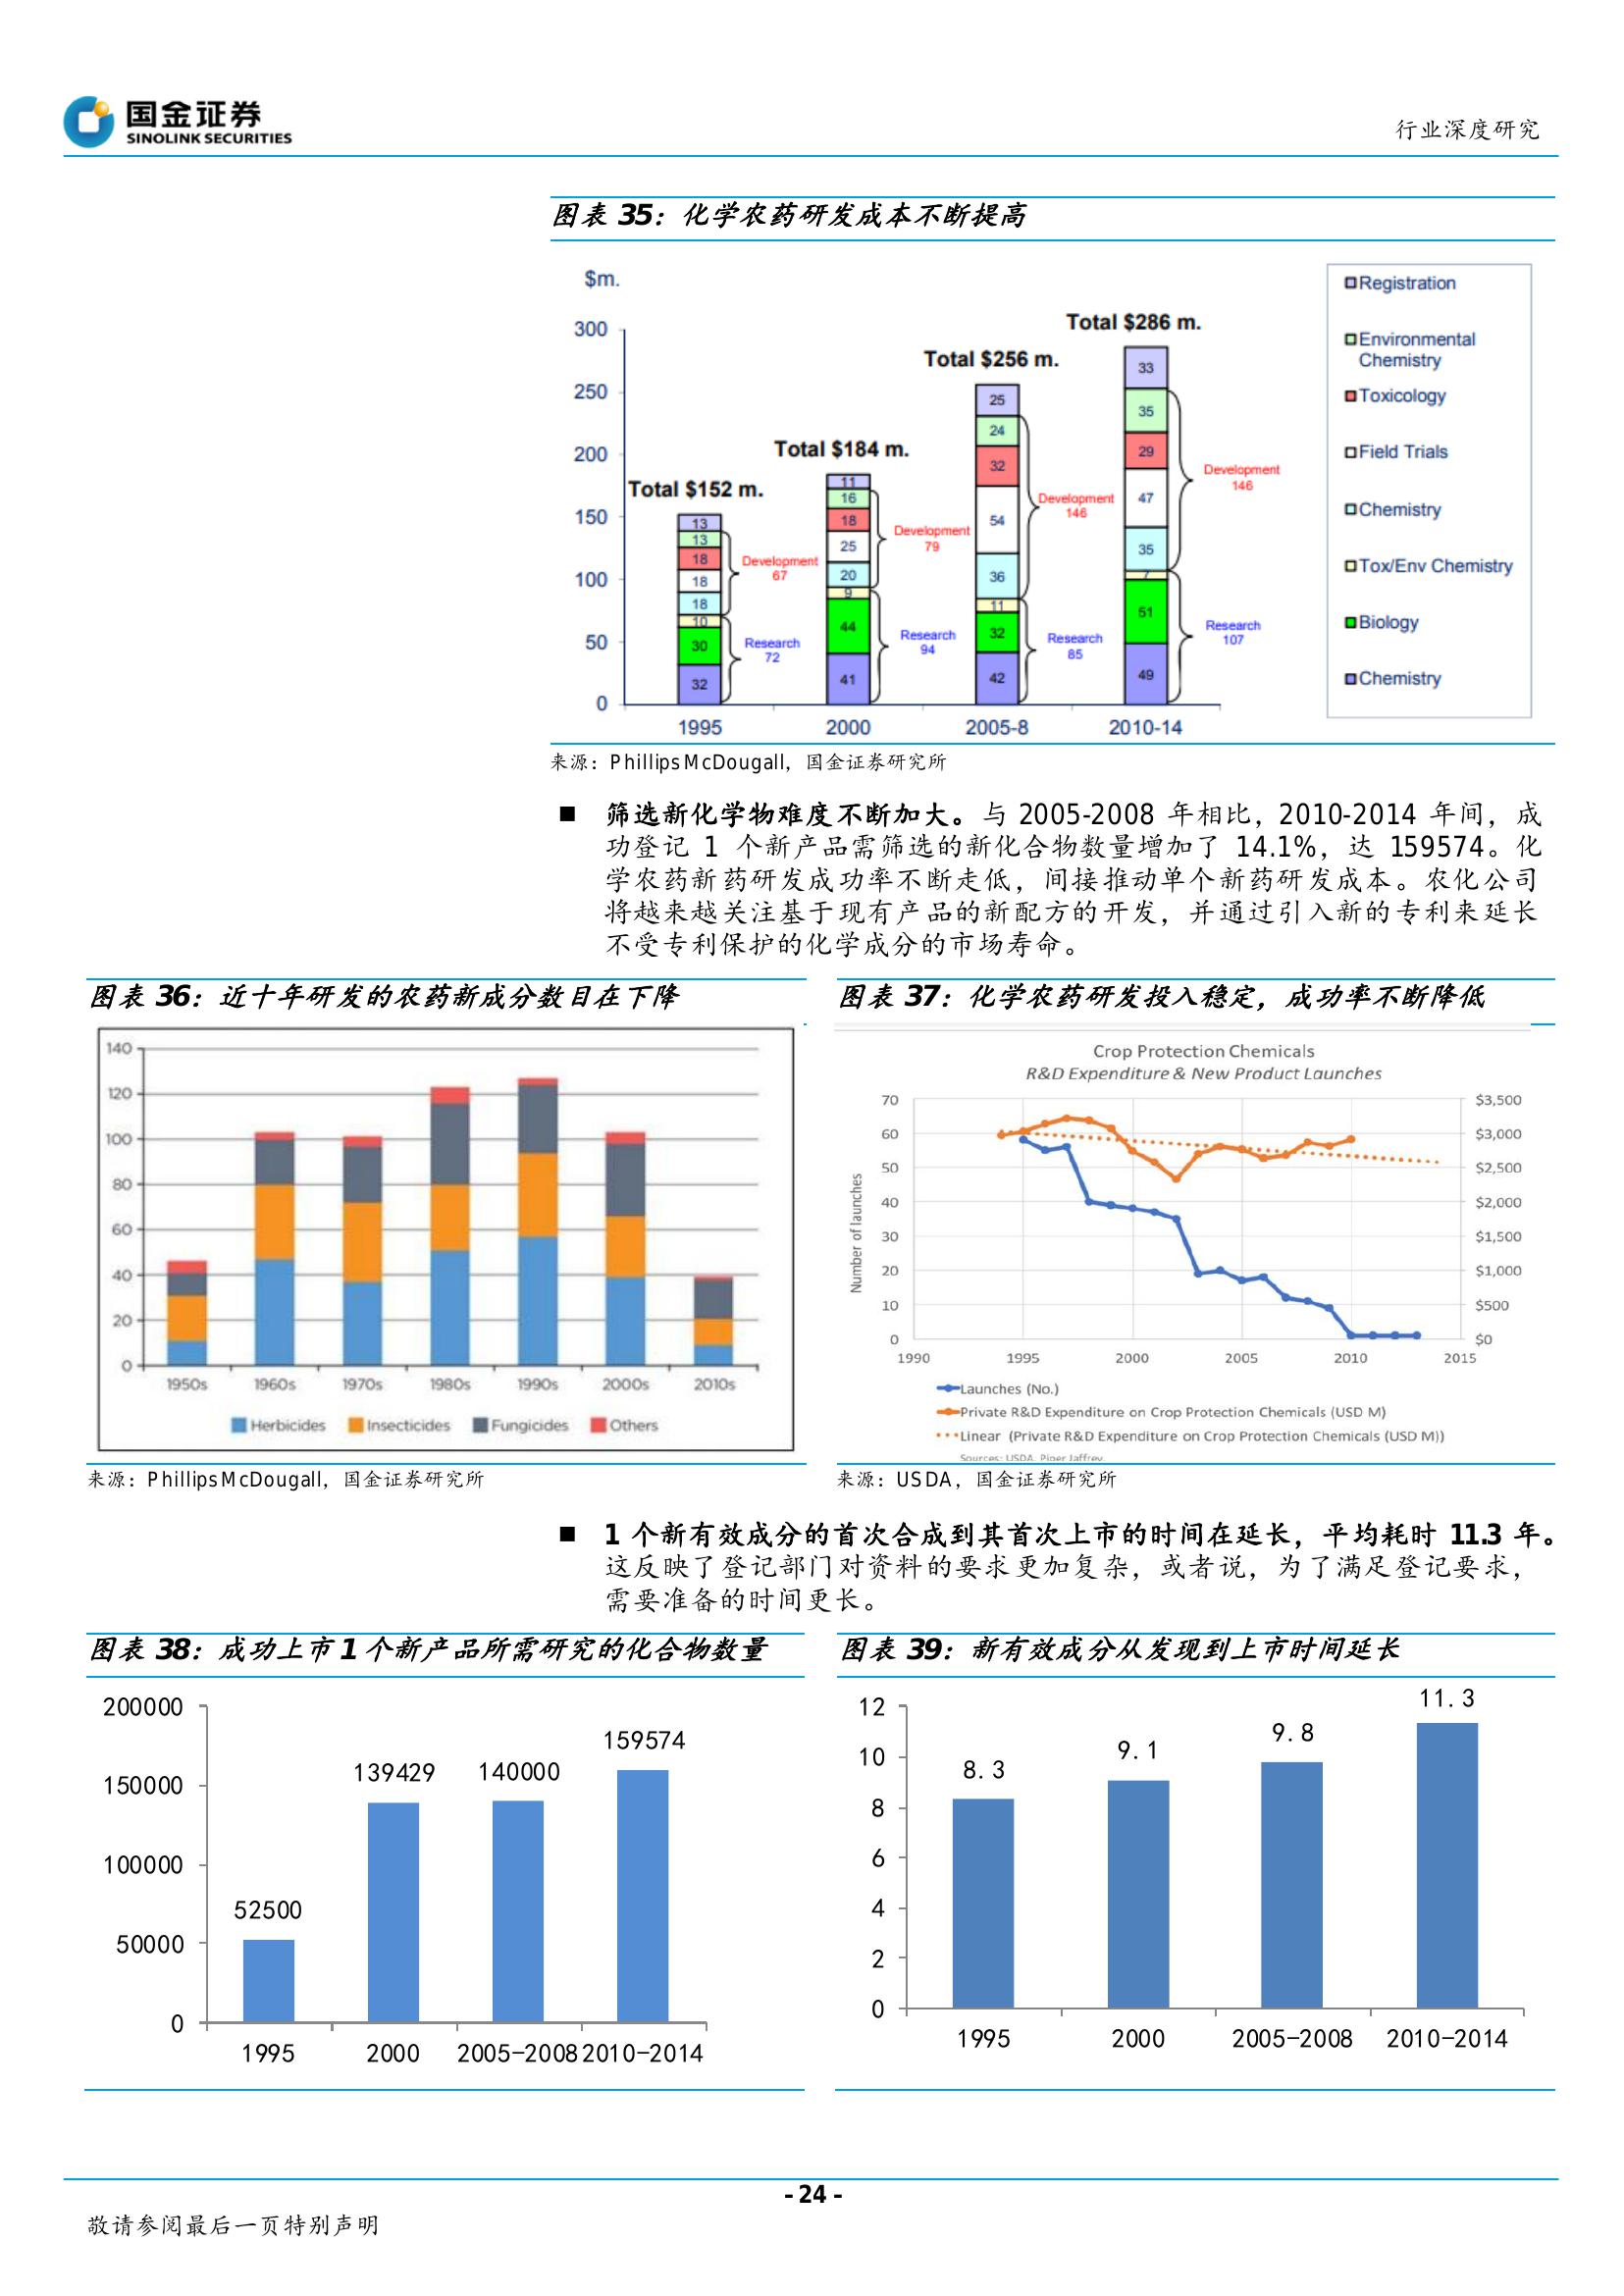 国金证券
SINOLINK SECURITIES
行业深度研究
图表 35：化学农药研发成本不断提高
$m.
300
250
200
150
100
50
0
Total $152 m.
Total $184 m.
Total $256 m.
Total $286 m.
13
13
18
18
18
10
30
32
Development
67
Research
72
11
16
18
25
20
9
44
41
Development
79
Research
94
25
24
32
54
36
11
32
42
Development
146
Research
85
33
35
29
47
35
7
51
49
Development
146
Research
107
1995 2000 2005-8 2010-14
Registration
Environmental
Chemistry
Toxicology
Field Trials
Chemistry
Tox/Env Chemistry
Biology
Chemistry
来源：Phillips McDougall，国金证券研究所
■ 筛选新化学物难度不断加大。与 2005-2008 年相比，2010-2014 年间，成
功登记 1 个新产品需筛选的新化合物数量增加了 14.1%，达 159574。化
学农药新药研发成功率不断走低，间接推动单个新药研发成本。农化公司
将越来越关注基于现有产品的新配方的开发，并通过引入新的专利来延长
不受专利保护的化学成分的市场寿命。
图表 36：近十年研发的农药新成分数目在下降
140
120
100
80
60
40
20
0
1950s 1960s 1970s 1980s 1990s 2000s 2010s
Herbicides Insecticides Fungicides Others
来源：Phillips McDougall，国金证券研究所
图表 37：化学农药研发投入稳定，成功率不断降低
Crop Protection Chemicals
R&D Expenditure & New Product Launches
Number of launches
70
60
50
40
30
20
10
0
$3,500
$3,000
$2,500
$2,000
$1,500
$1,000
$500
$0
1990 1995 2000 2005 2010 2015
Launches (No.)
Private R&D Expenditure on Crop Protection Chemicals (USD M)
Linear (Private R&D Expenditure on Crop Protection Chemicals (USD M))
Sources: USDA, Piper Jaffrey
来源：USDA，国金证券研究所
■ 1 个新有效成分的首次合成到其首次上市的时间在延长，平均耗时 11.3 年。
这反映了登记部门对资料的要求更加复杂，或者说，为了满足登记要求，
需要准备的时间更长。
图表 38：成功上市 1 个新产品所需研究的化合物数量
200000
150000
100000
50000
0
52500
139429
140000
159574
1995 2000 2005-2008 2010-2014
图表 39：新有效成分从发现到上市时间延长
12
10
8
6
4
2
0
8.3
9.1
9.8
11.3
1995 2000 2005-2008 2010-2014
- 24 -
敬请参阅最后一页特别声明